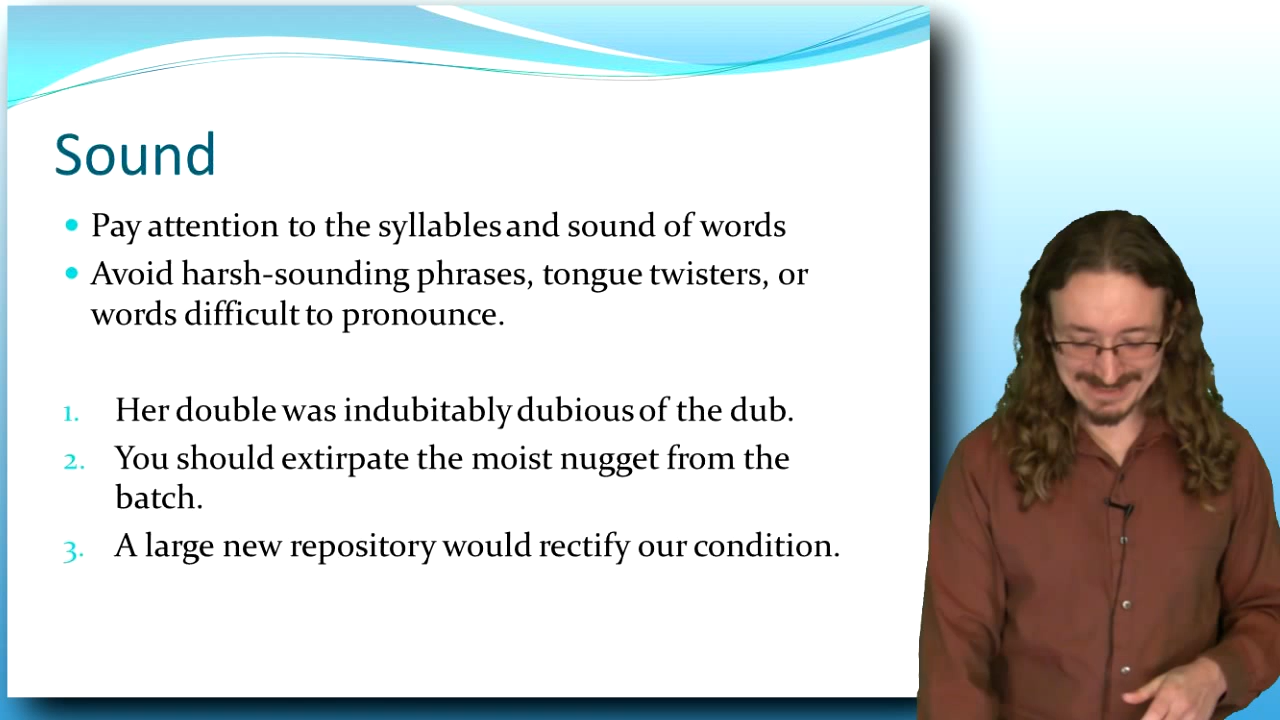 Sound
• Pay attention to the syllables and sound of words
• Avoid harsh-sounding phrases, tongue twisters, or
words difficult to pronounce.
1. Her double was indubitably dubious of the dub.
2. You should extirpate the moist nugget from the
batch.
3. A large new repository would rectify our condition.